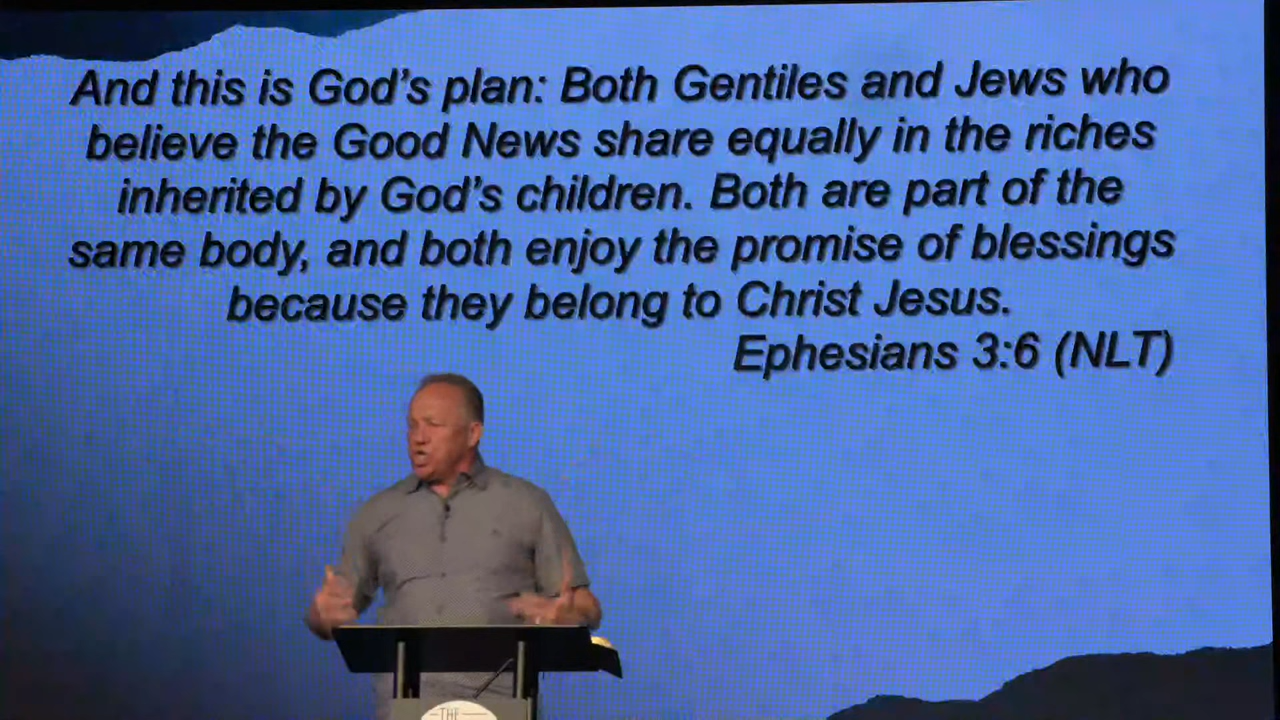 And this is God's plan: Both Gentiles and Jews who
believe the Good News share equally in the riches
inherited by God's children. Both are part of the
same body, and both enjoy the promise of blessings
because they belong to Christ Jesus.
Ephesians 3:6 (NLT)
THE